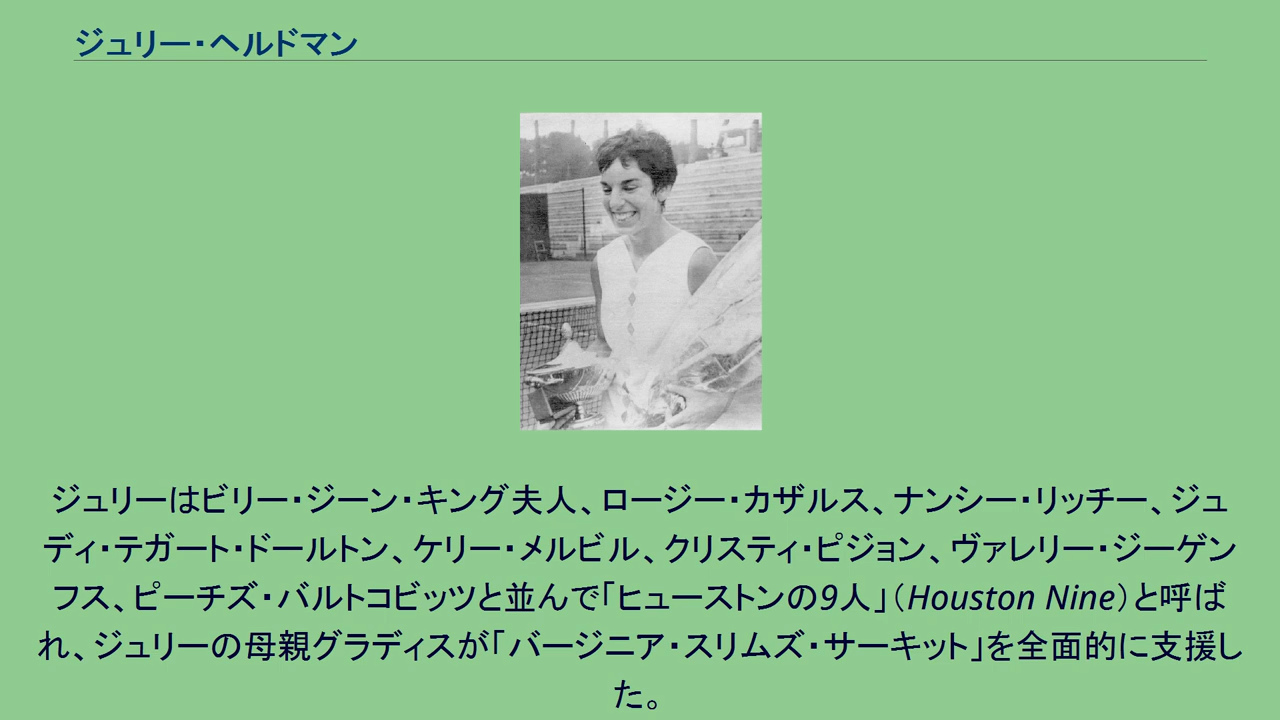 ジュリー・ヘルドマン
ジュリーはビリー・ジーン・キング夫人、ロージー・カザルス、ナンシー・リッチー、ジュ
ディ・テガート・ドールトン、ケリー・メルビル、クリスティ・ピジョン、ヴァレリー・ジーゲン
フス、ピーチズ・バルトコビッツと並んで「ヒューストンの9人」（Houston Nine）と呼ば
れ、ジュリーの母親グラディスが「バージニア・スリムズ・サーキット」を全面的に支援し
た。